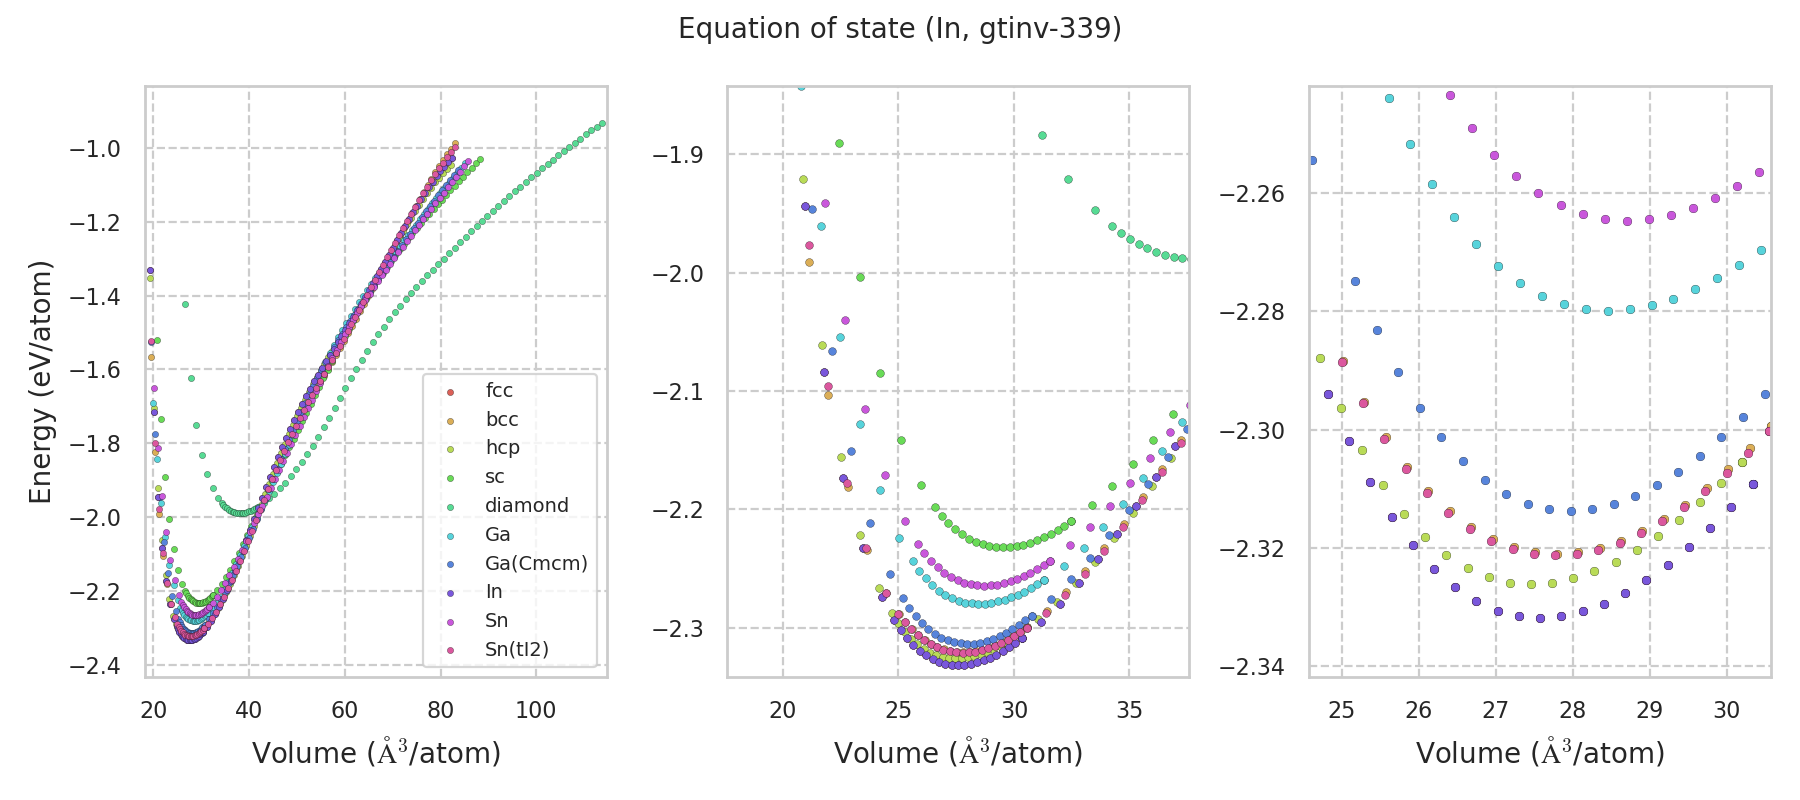 Equation of state (In, gtinv-339)
Energy (eV/atom)
−1.0
−1.2
−1.4
−1.6
−1.8
−2.0
−2.2
−2.4
20 40 60 80 100
Volume (Å³/atom)
fcc
bcc
hcp
sc
diamond
Ga
Ga(Cmcm)
In
Sn
Sn(tI2)
−1.9
−2.0
−2.1
−2.2
−2.3
20 25 30 35
Volume (Å³/atom)
−2.26
−2.28
−2.30
−2.32
−2.34
25 26 27 28 29 30
Volume (Å³/atom)